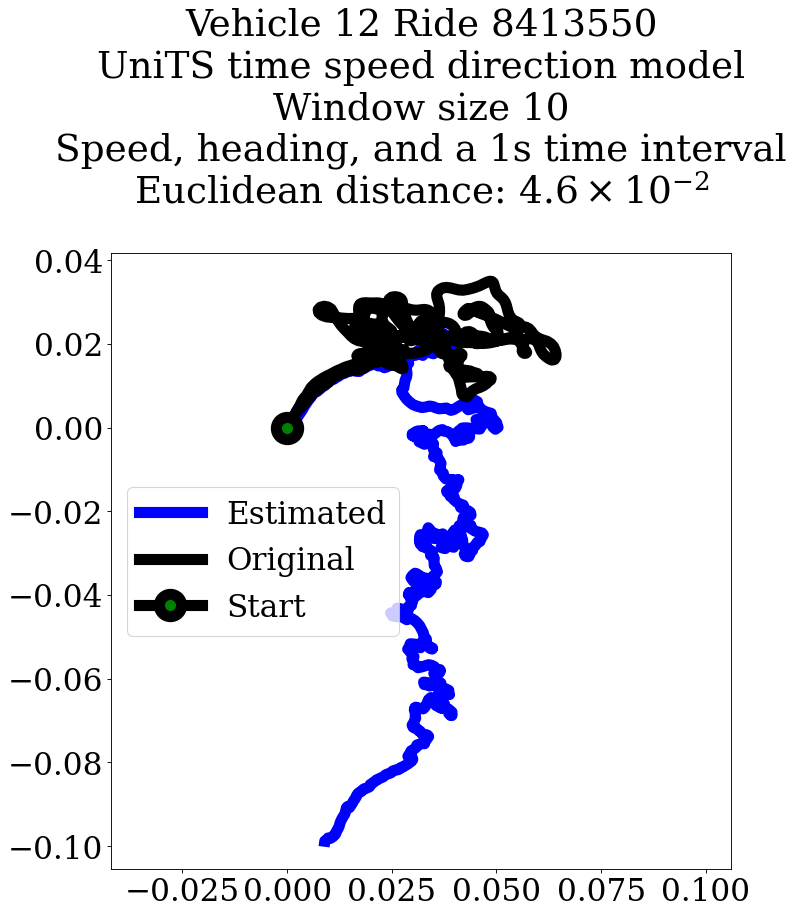 Vehicle 12 Ride 8413550
UniTS time speed direction model
Window size 10
Speed, heading, and a 1s time interval
Euclidean distance: 4.6 × 10⁻²
0.04
0.02
0.00
−0.02
−0.04
−0.06
−0.08
−0.10
Estimated
Original
Start
−0.025 0.000 0.025 0.050 0.075 0.100